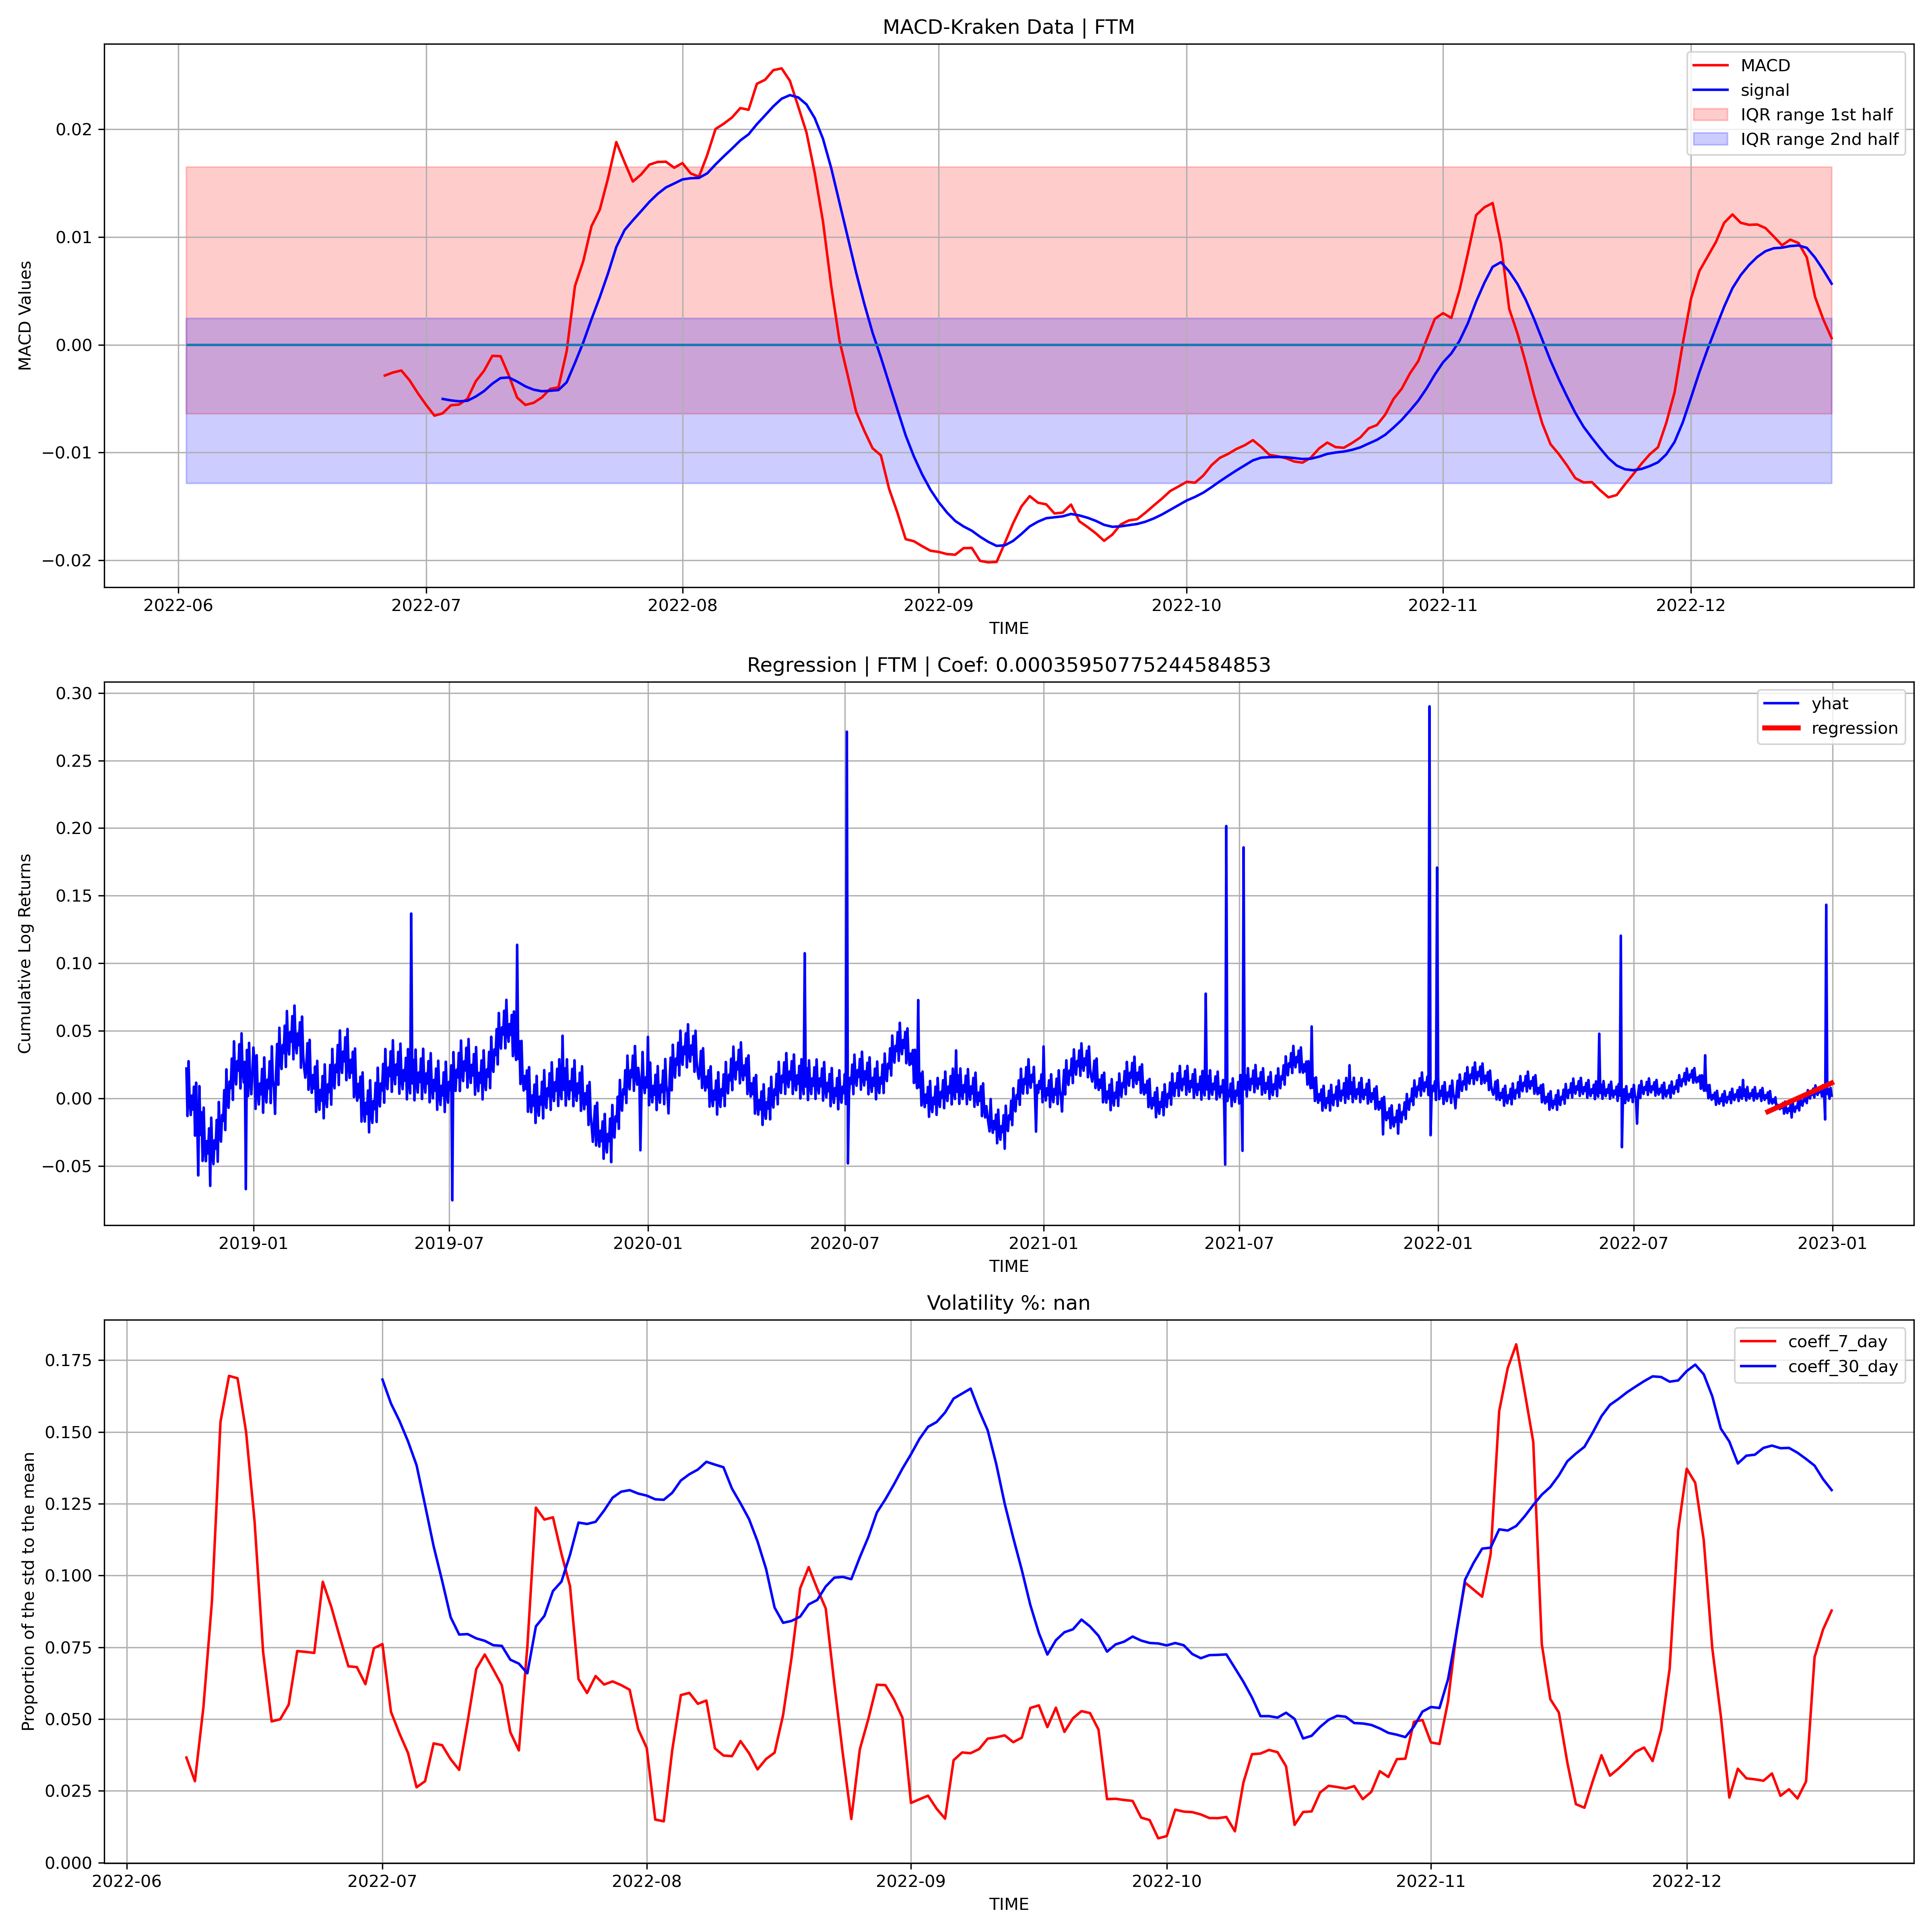 MACD-Kraken Data | FTM
MACD
signal
IQR range 1st half
IQR range 2nd half
MACD Values
0.02
0.01
0.00
−0.01
−0.02
2022-06 2022-07 2022-08 2022-09 2022-10 2022-11 2022-12
TIME
Regression | FTM | Coef: 0.00035950775244584853
yhat
regression
Cumulative Log Returns
0.30
0.25
0.20
0.15
0.10
0.05
0.00
−0.05
2019-01 2019-07 2020-01 2020-07 2021-01 2021-07 2022-01 2022-07 2023-01
TIME
Volatility %: nan
coeff_7_day
coeff_30_day
Proportion of the std to the mean
0.175
0.150
0.125
0.100
0.075
0.050
0.025
0.000
2022-06 2022-07 2022-08 2022-09 2022-10 2022-11 2022-12
TIME